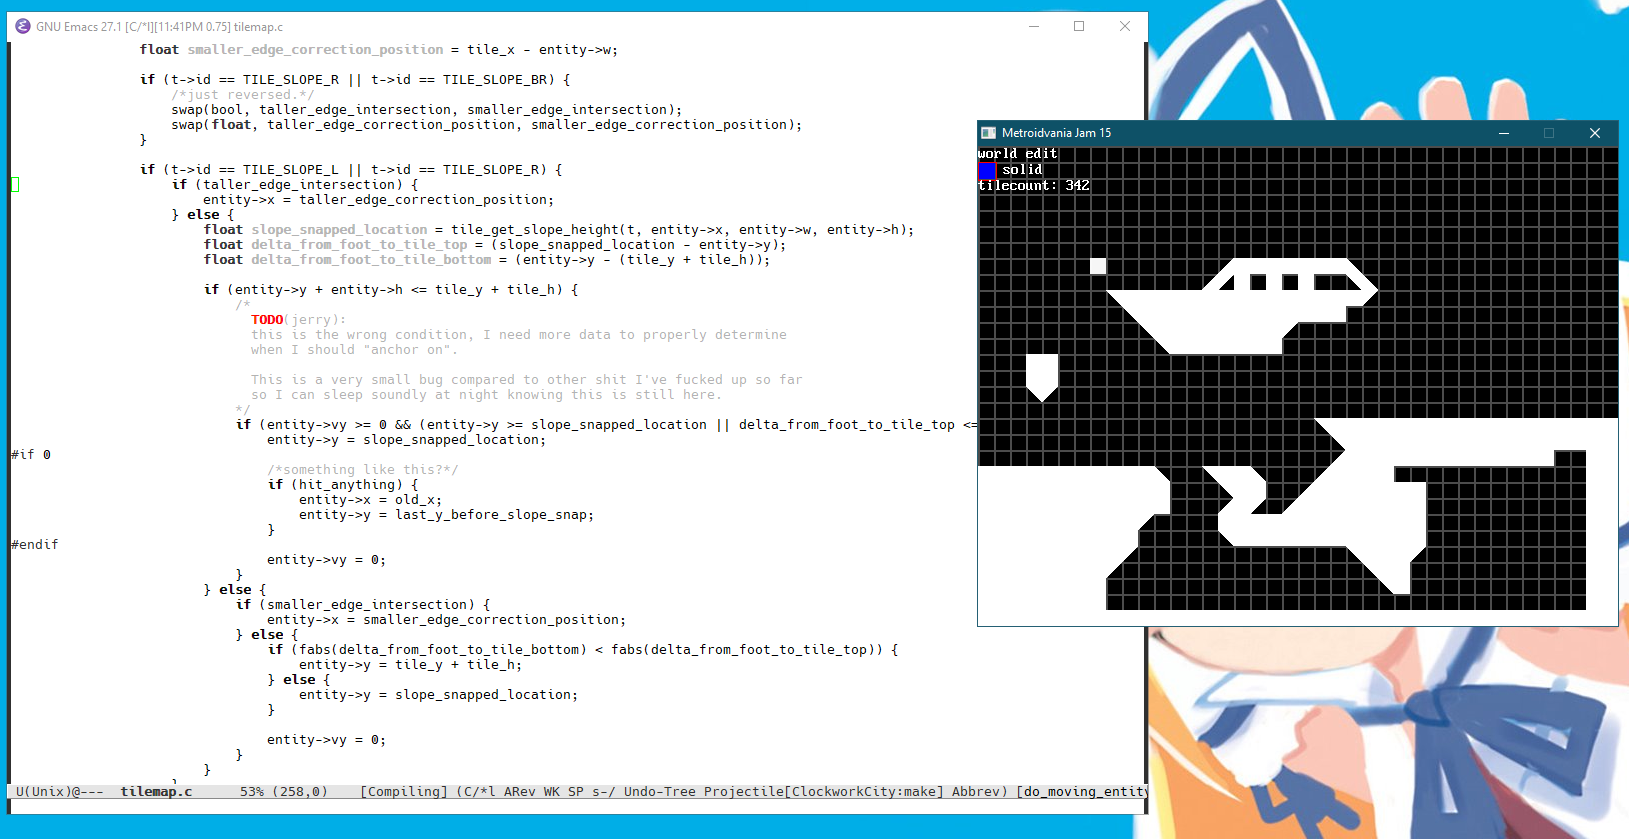 GNU Emacs 27.1 [C/*l][11:41PM 0.75] tilemap.c
float smaller_edge_correction_position = tile_x - entity->w;
if (t->id == TILE_SLOPE_R || t->id == TILE_SLOPE_BR) {
/*just reversed.*/
swap(bool, taller_edge_intersection, smaller_edge_intersection);
swap(float, taller_edge_correction_position, smaller_edge_correction_position);
}
if (t->id == TILE_SLOPE_L || t->id == TILE_SLOPE_R) {
if (taller_edge_intersection) {
entity->x = taller_edge_correction_position;
} else {
float slope_snapped_location = tile_get_slope_height(t, entity->x, entity->w, entity->h);
float delta_from_foot_to_tile_top = (slope_snapped_location - entity->y);
float delta_from_foot_to_tile_bottom = (entity->y - (tile_y + tile_h));
if (entity->y + entity->h <= tile_y + tile_h) {
/*
TODO(jerry):
this is the wrong condition, I need more data to properly determine
when I should "anchor on".
This is a very small bug compared to other shit I've fucked up so far
so I can sleep soundly at night knowing this is still here.
*/
if (entity->vy >= 0 && (entity->y >= slope_snapped_location || delta_from_foot_to_tile_top <=
entity->y = slope_snapped_location;
#if 0
/*something like this?*/
if (hit_anything) {
entity->x = old_x;
entity->y = last_y_before_slope_snap;
}
#endif
entity->vy = 0;
}
} else {
if (smaller_edge_intersection) {
entity->x = smaller_edge_correction_position;
} else {
if (fabs(delta_from_foot_to_tile_bottom) < fabs(delta_from_foot_to_tile_top)) {
entity->y = tile_y + tile_h;
} else {
entity->y = slope_snapped_location;
}
entity->vy = 0;
}
}
U(Unix)@--- tilemap.c 53% (258,0) [Compiling] (C/*l ARev WK SP s-/ Undo-Tree Projectile[ClockworkCity:make] Abbrev) [do_moving_entity
Metroidvania Jam 15
world edit
solid
tilecount: 342